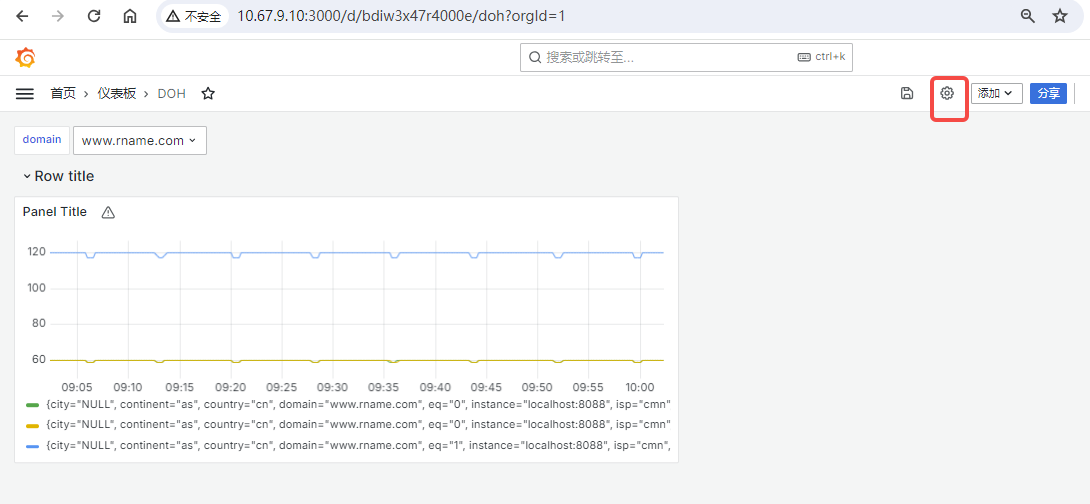 不安全 10.67.9.10:3000/d/bdiw3x47r4000e/doh?orgId=1
搜索或跳转至... ctrl+k
首页 › 仪表板 › DOH 添加 分享
domain www.rname.com
Row title
Panel Title
120
100
80
60
09:05 09:10 09:15 09:20 09:25 09:30 09:35 09:40 09:45 09:50 09:55 10:00
{city="NULL", continent="as", country="cn", domain="www.rname.com", eq="0", instance="localhost:8088", isp="cmn"
{city="NULL", continent="as", country="cn", domain="www.rname.com", eq="0", instance="localhost:8088", isp="cmn"
{city="NULL", continent="as", country="cn", domain="www.rname.com", eq="1", instance="localhost:8088", isp="cmn",